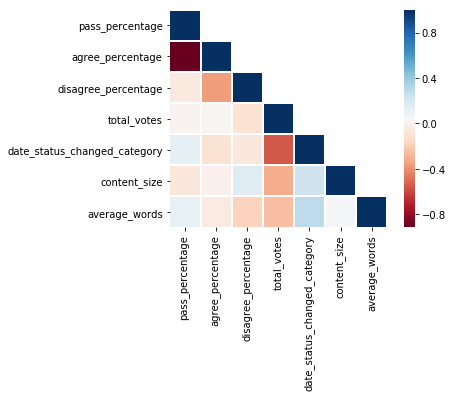 pass_percentage
agree_percentage
disagree_percentage
total_votes
date_status_changed_category
content_size
average_words
pass_percentage
agree_percentage
disagree_percentage
total_votes
date_status_changed_category
content_size
average_words
0.8
0.4
0.0
−0.4
−0.8